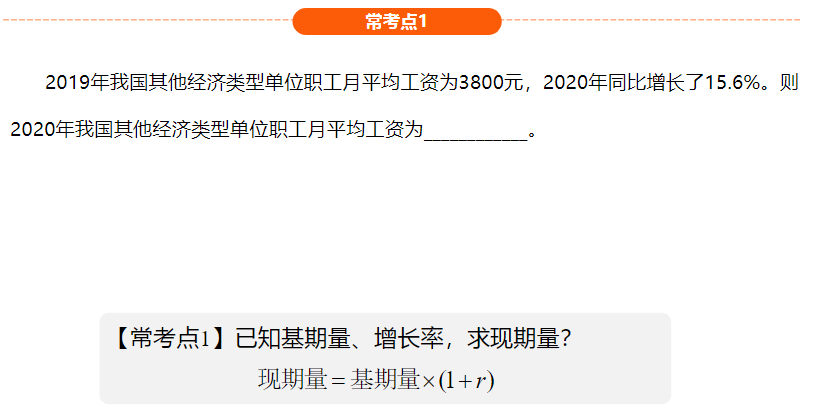 常考点1
2019年我国其他经济类型单位职工月平均工资为3800元，2020年同比增长了15.6%。则
2020年我国其他经济类型单位职工月平均工资为____________。
【常考点1】已知基期量、增长率，求现期量？
现期量=基期量×(1+r)